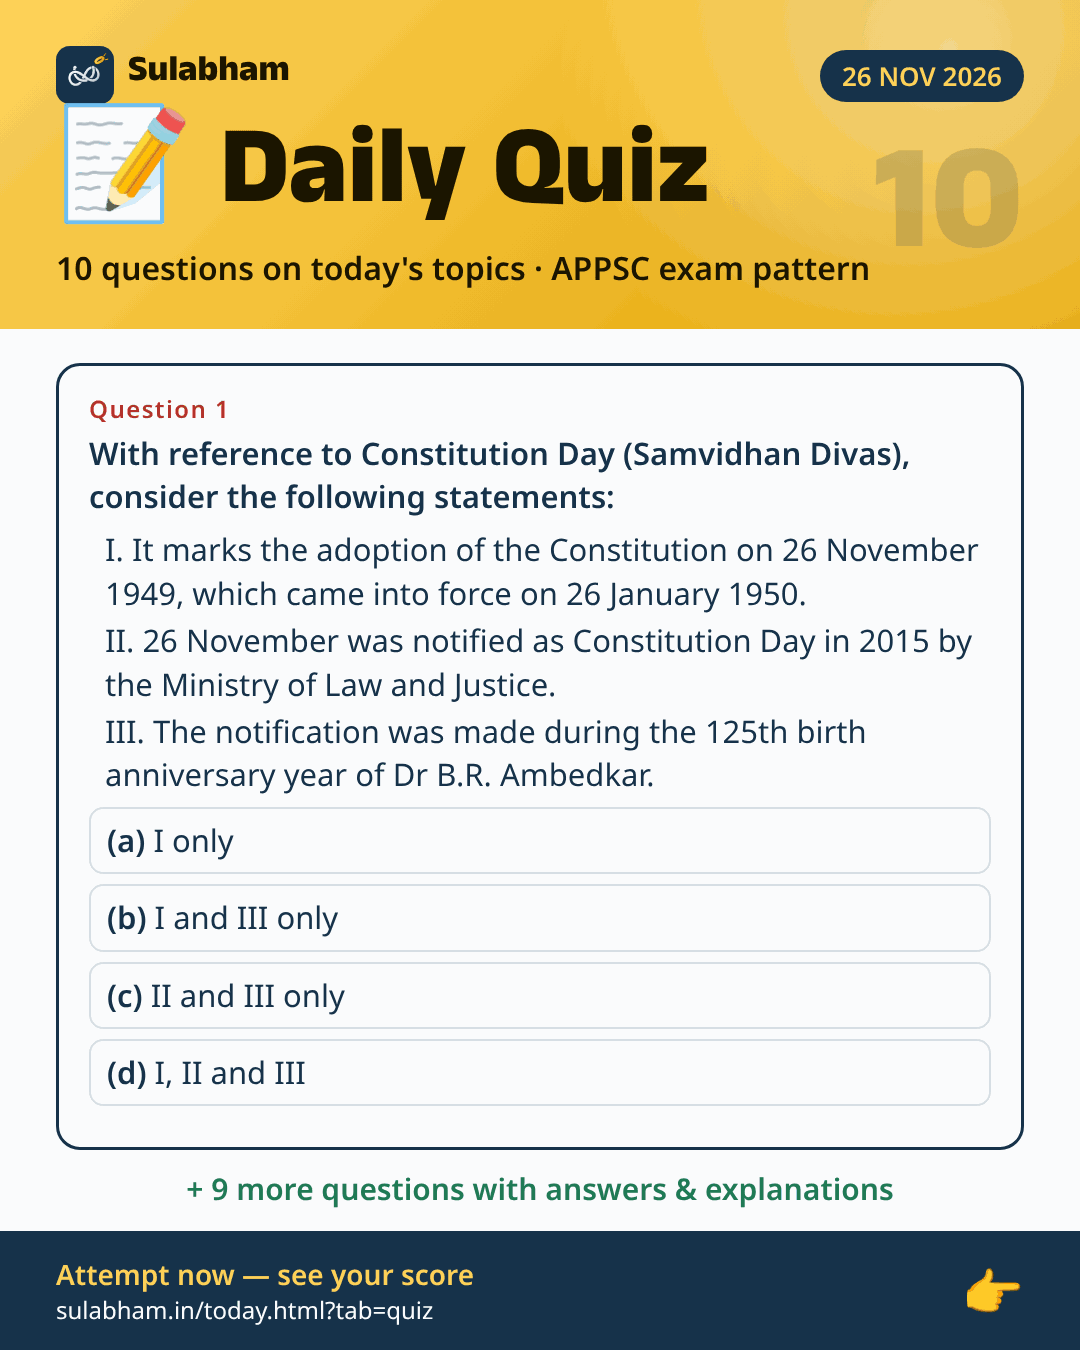 Sulabham
26 NOV 2026
Daily Quiz
10
10 questions on today's topics · APPSC exam pattern
Question 1
With reference to Constitution Day (Samvidhan Divas),
consider the following statements:
I. It marks the adoption of the Constitution on 26 November
1949, which came into force on 26 January 1950.
II. 26 November was notified as Constitution Day in 2015 by
the Ministry of Law and Justice.
III. The notification was made during the 125th birth
anniversary year of Dr B.R. Ambedkar.
(a) I only
(b) I and III only
(c) II and III only
(d) I, II and III
+ 9 more questions with answers & explanations
Attempt now — see your score
sulabham.in/today.html?tab=quiz